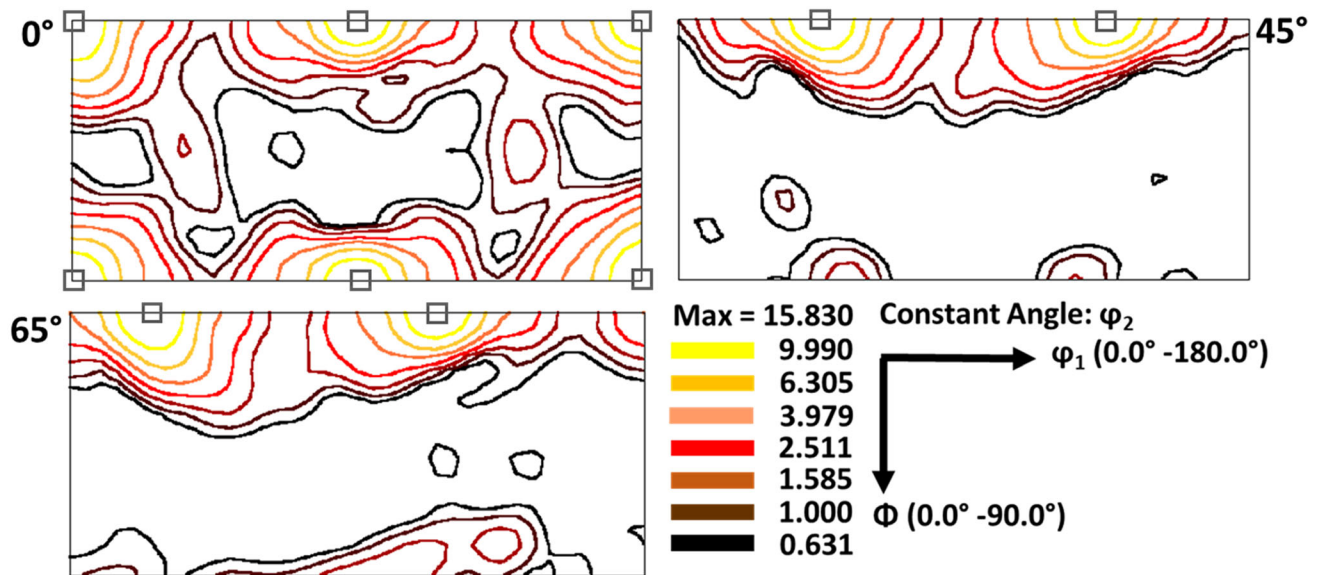 0°
45°
65°
Max = 15.830
9.990
6.305
3.979
2.511
1.585
1.000
0.631
Constant Angle: φ₂
φ₁ (0.0° -180.0°)
Φ (0.0° -90.0°)